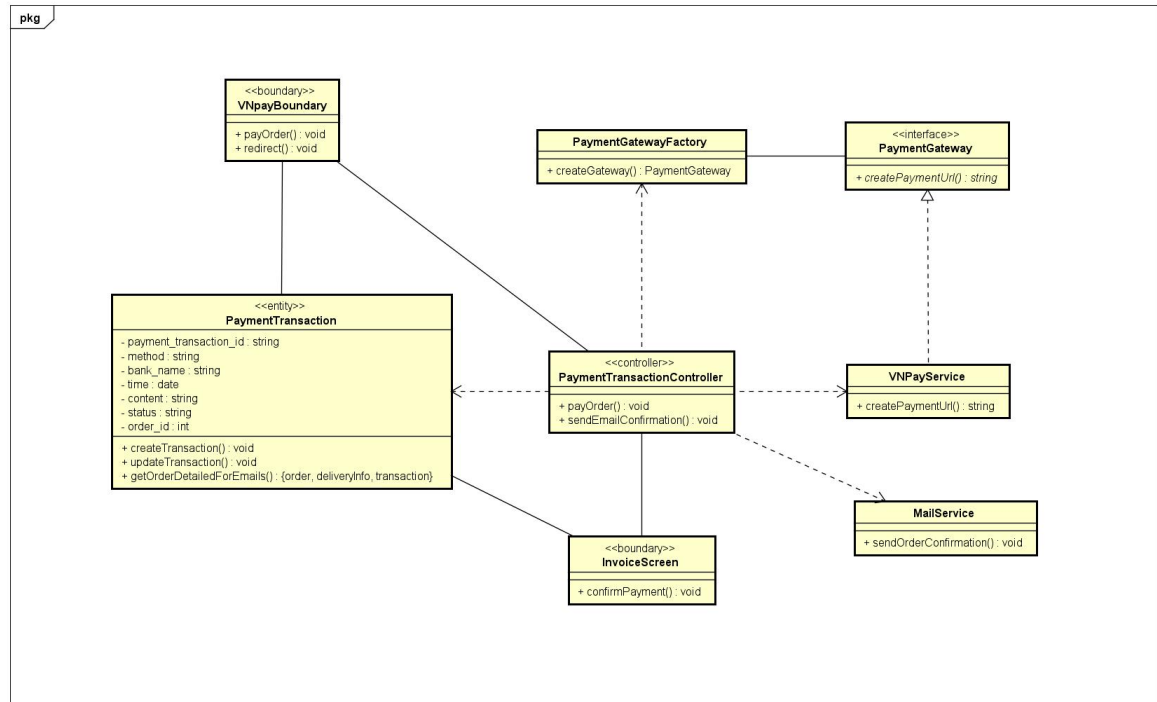 pkg
<<boundary>>
VNpayBoundary
+ payOrder() : void
+ redirect() : void
PaymentGatewayFactory
+ createGateway() : PaymentGateway
<<interface>>
PaymentGateway
+ createPaymentUrl() : string
<<entity>>
PaymentTransaction
- payment_transaction_id : string
- method : string
- bank_name : string
- time : date
- content : string
- status : string
- order_id : int
+ createTransaction() : void
+ updateTransaction() : void
+ getOrderDetailedForEmails() : {order, deliveryInfo, transaction}
<<controller>>
PaymentTransactionController
+ payOrder() : void
+ sendEmailConfirmation() : void
VNPayService
+ createPaymentUrl() : string
MailService
+ sendOrderConfirmation() : void
<<boundary>>
InvoiceScreen
+ confirmPayment() : void